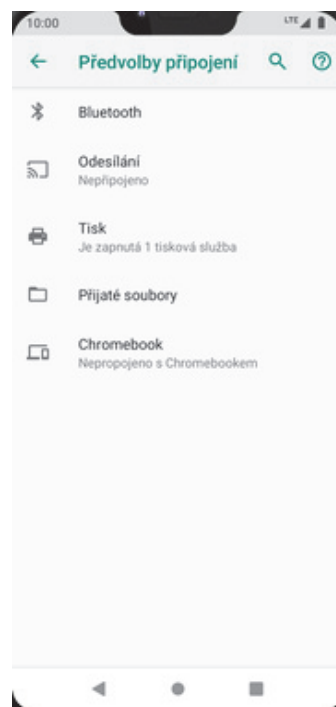 10:00 LTE
Předvolby připojení
Bluetooth
Odesílání
Nepřipojeno
Tisk
Je zapnutá 1 tisková služba
Přijaté soubory
Chromebook
Nepropojeno s Chromebookem